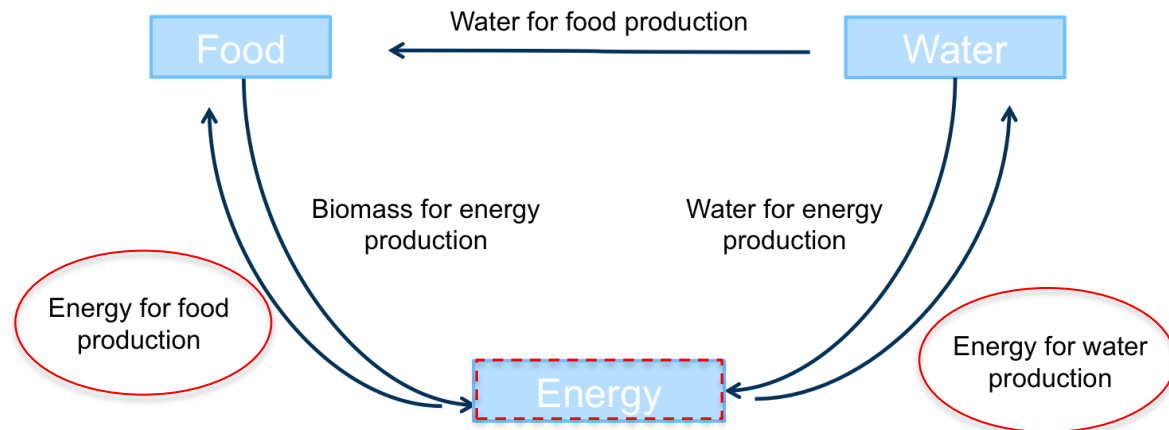 Water for food production
Food
Water
Biomass for energy
production
Water for energy
production
Energy for food
production
Energy for water
production
Energy